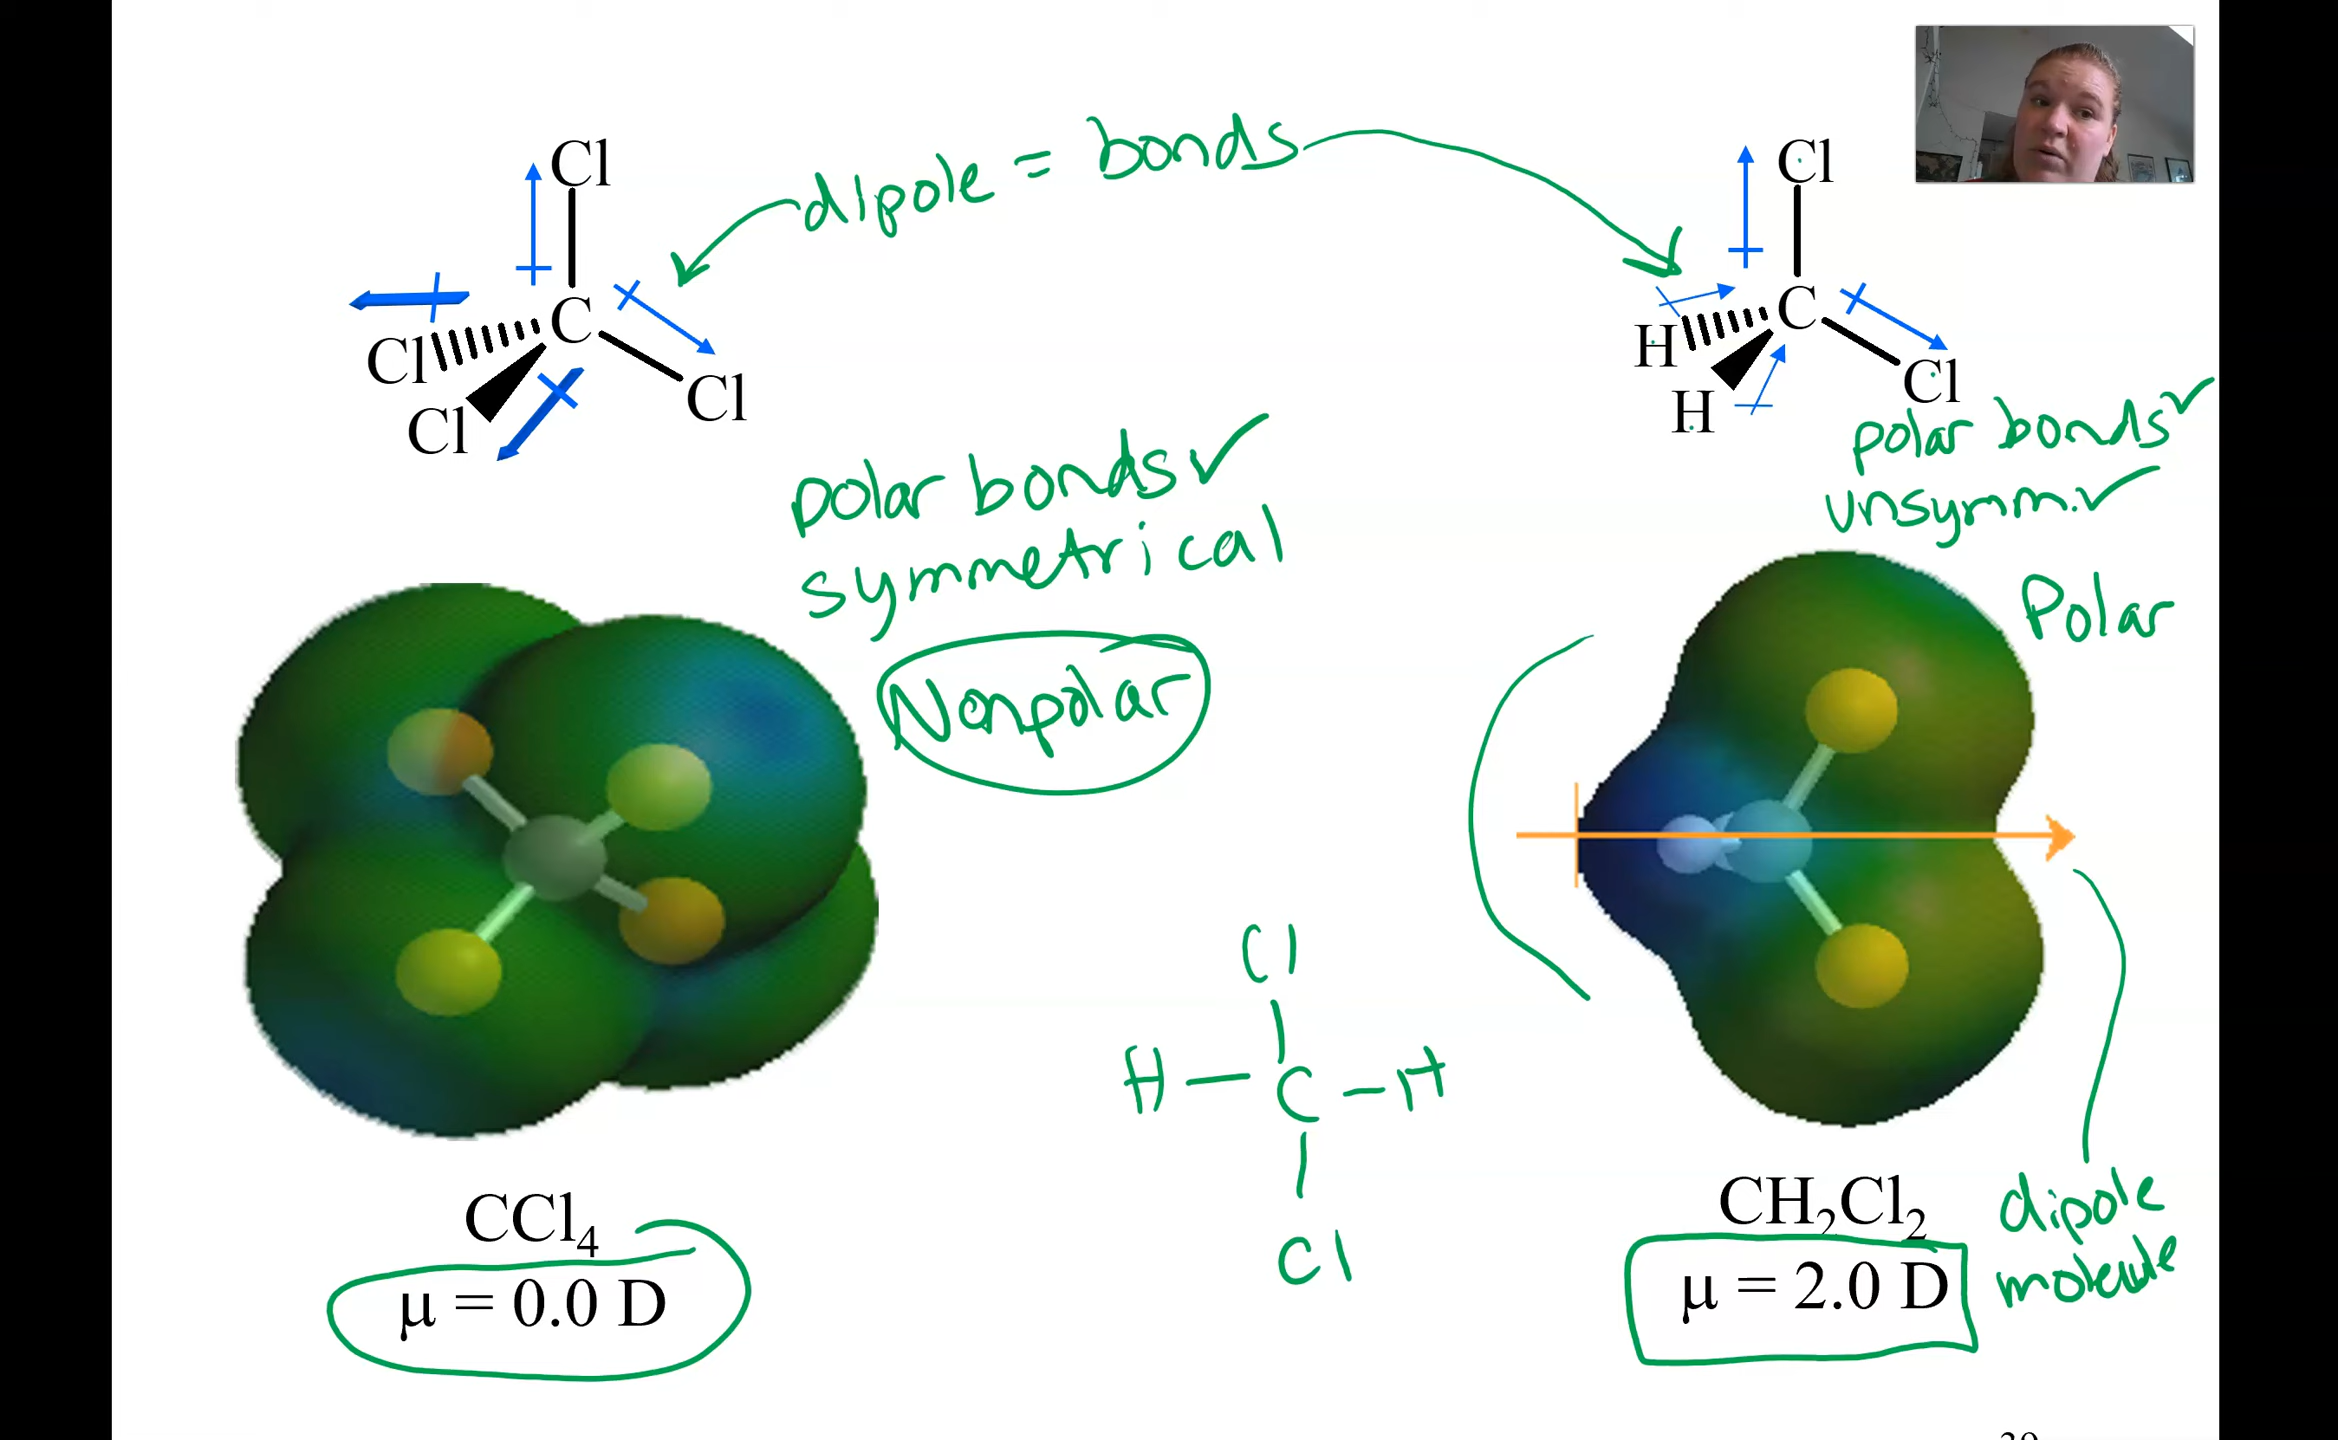 dipole = bonds
Cl
C
Cl
Cl
Cl
Cl
C
H
H
Cl
polar bonds✓
symmetrical
Nonpolar
polar bonds✓
unsymm.✓
Polar
Cl
H – C – H
Cl
CCl₄
μ = 0.0 D
CH₂Cl₂
μ = 2.0 D
dipole
molecule